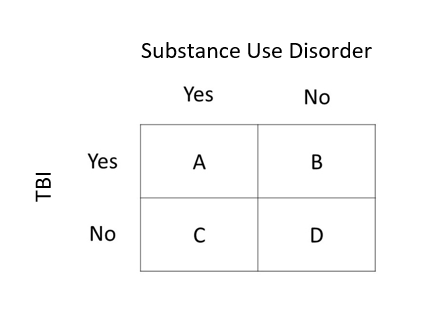 Substance Use Disorder
Yes No
TBI
Yes A B
No C D